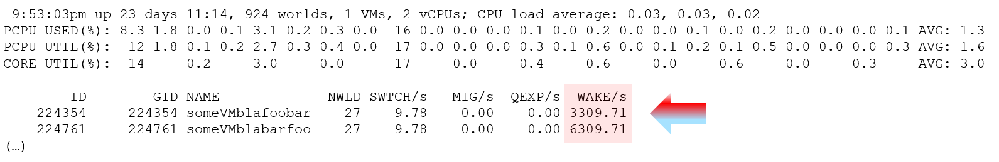 9:53:03pm up 23 days 11:14, 924 worlds, 1 VMs, 2 vCPUs; CPU load average: 0.03, 0.03, 0.02
PCPU USED(%): 8.3 1.8 0.0 0.1 3.1 0.2 0.3 0.0 16 0.0 0.0 0.0 0.1 0.0 0.2 0.0 0.0 0.1 0.0 0.2 0.0 0.0 0.0 0.1 AVG: 1.3
PCPU UTIL(%): 12 1.8 0.1 0.2 2.7 0.3 0.4 0.0 17 0.0 0.0 0.0 0.3 0.1 0.6 0.0 0.1 0.2 0.1 0.5 0.0 0.0 0.0 0.3 AVG: 1.6
CORE UTIL(%): 14 0.2 3.0 0.0 17 0.0 0.4 0.6 0.0 0.6 0.0 0.3 AVG: 3.0
ID GID NAME NWLD SWTCH/s MIG/s QEXP/s WAKE/s
224354 224354 someVMblafoobar 27 9.78 0.00 0.00 3309.71
224761 224761 someVMblabarfoo 27 9.78 0.00 0.00 6309.71
(…)